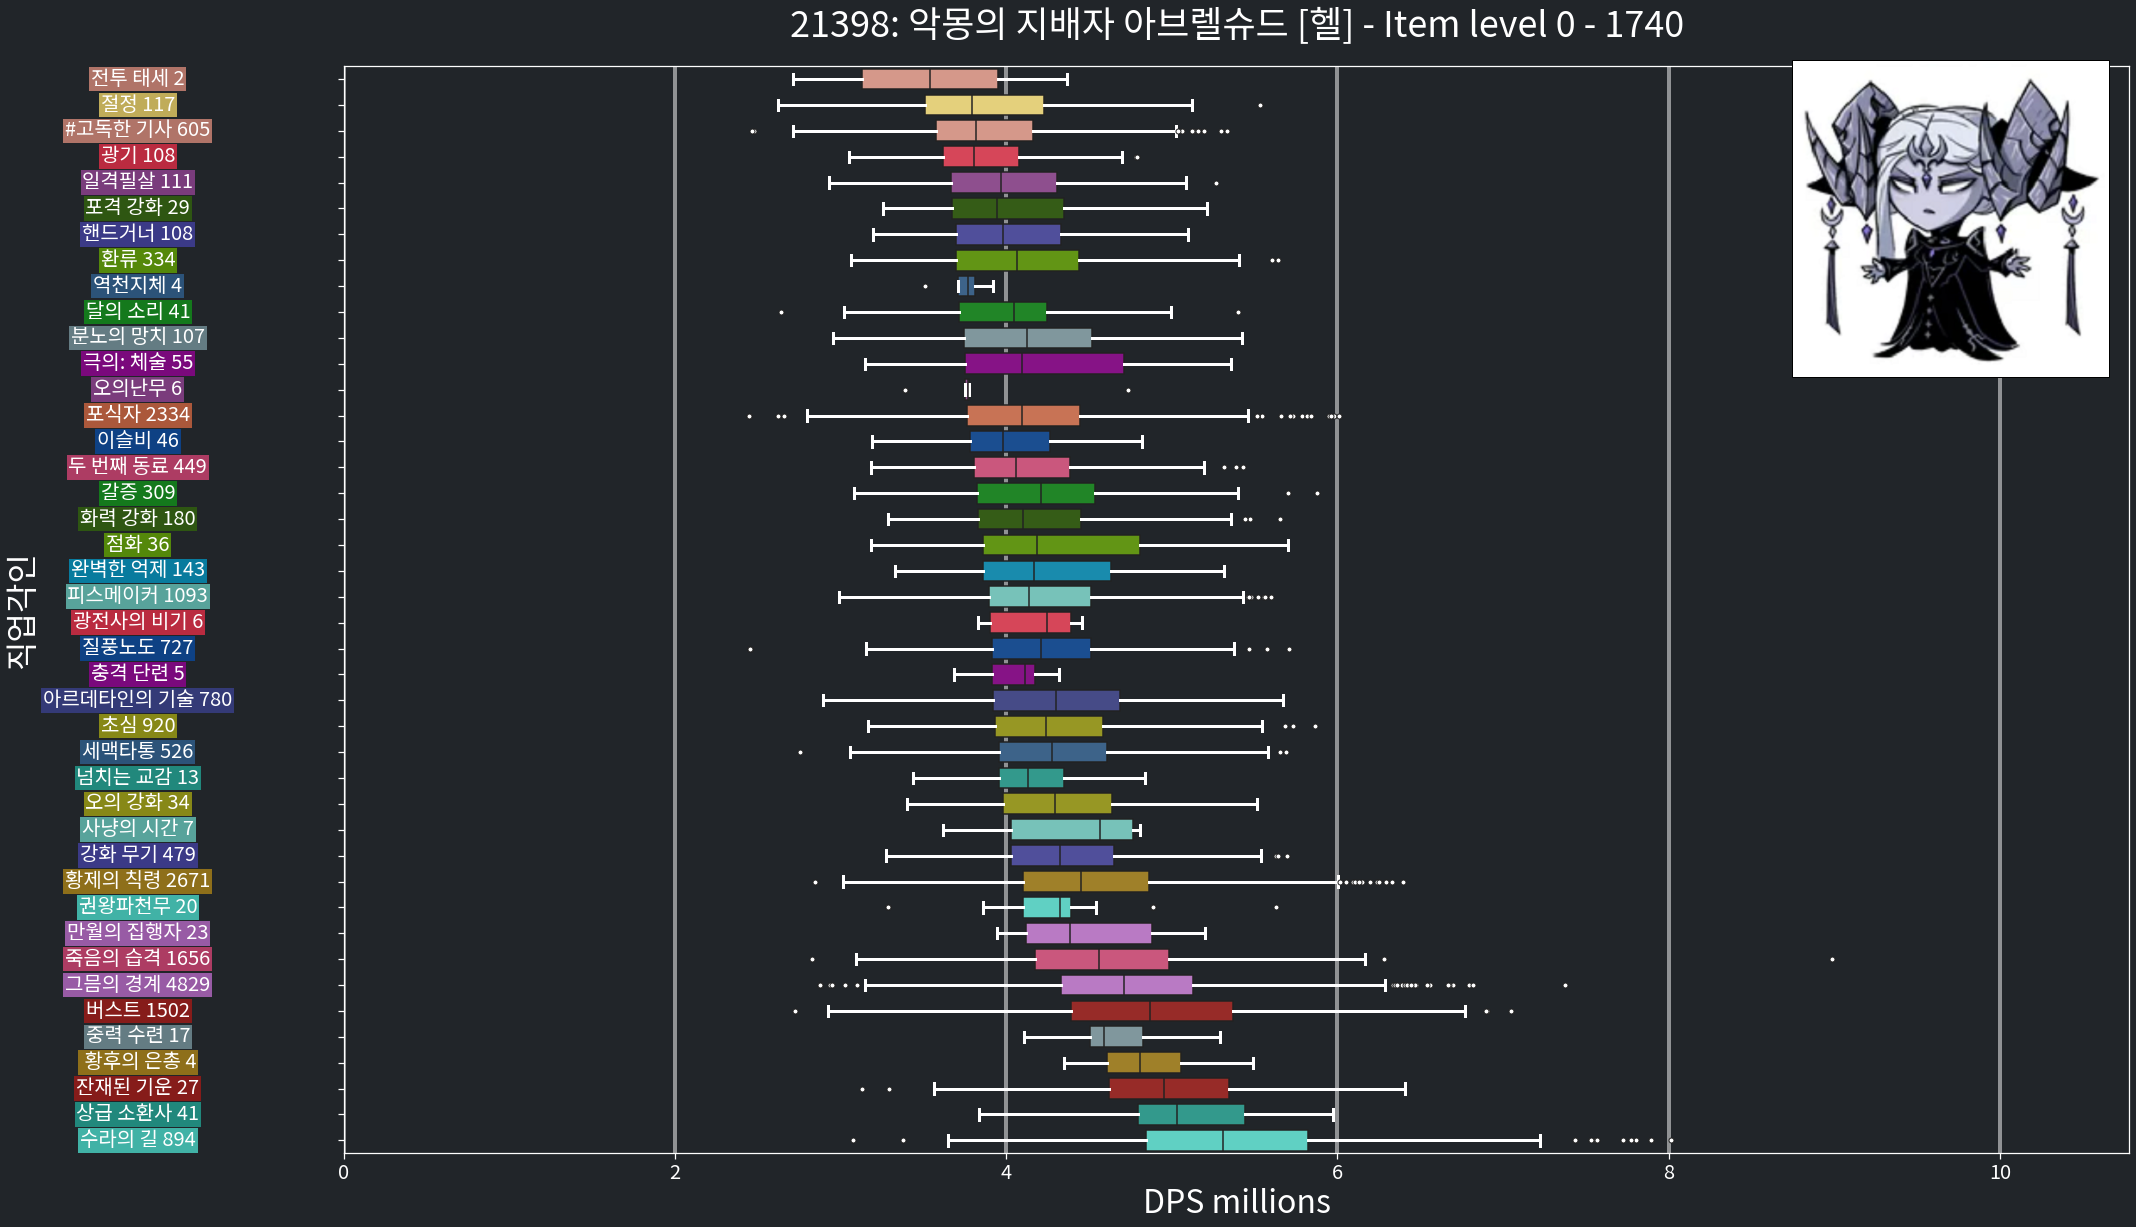 21398: 악몽의 지배자 아브렐슈드 [헬] - Item level 0 - 1740
전투 태세 2
절정 117
#고독한 기사 605
광기 108
일격필살 111
포격 강화 29
핸드거너 108
환류 334
역천지체 4
달의 소리 41
분노의 망치 107
극의: 체술 55
오의난무 6
포식자 2334
이슬비 46
두 번째 동료 449
갈증 309
화력 강화 180
점화 36
완벽한 억제 143
피스메이커 1093
광전사의 비기 6
질풍노도 727
충격 단련 5
아르데타인의 기술 780
초심 920
세맥타통 526
넘치는 교감 13
오의 강화 34
사냥의 시간 7
강화 무기 479
황제의 칙령 2671
권왕파천무 20
만월의 집행자 23
죽음의 습격 1656
그믐의 경계 4829
버스트 1502
중력 수련 17
황후의 은총 4
잔재된 기운 27
상급 소환사 41
수라의 길 894
직업각인
0 2 4 6 8 10
DPS millions